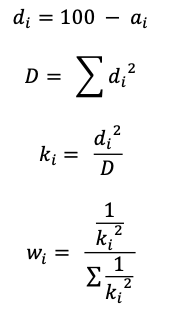 dᵢ = 100 − aᵢ
D = ∑ dᵢ²
kᵢ = dᵢ² / D
wᵢ = (1 / kᵢ²) / (Σ 1 / kᵢ²)